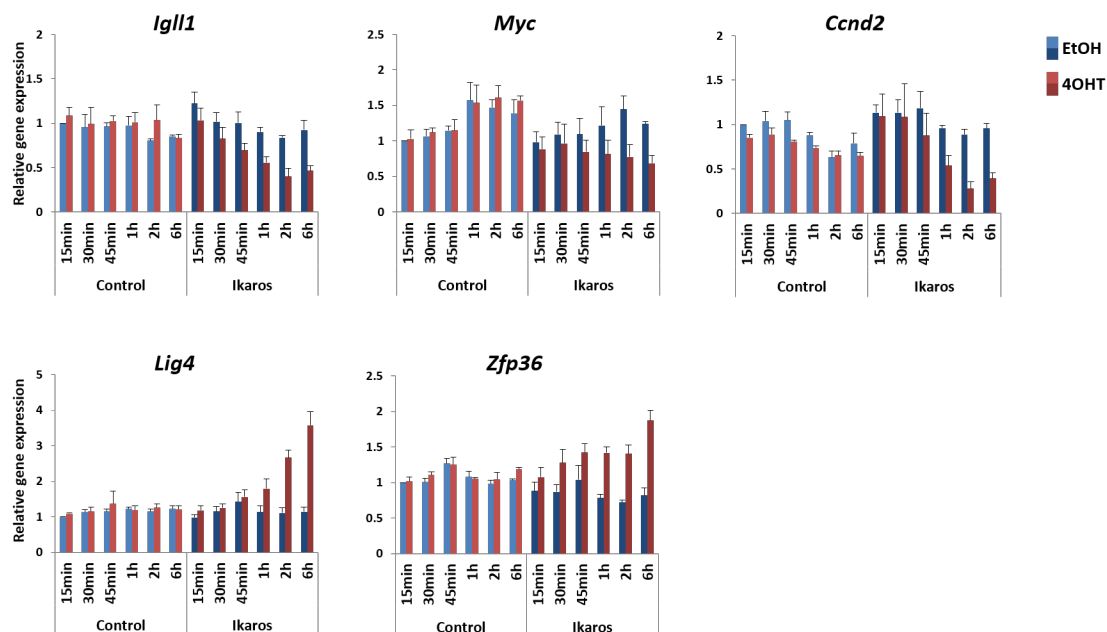 Igll1
Relative gene expression
2
1.5
1
0.5
0
15min 30min 45min 1h 2h 6h 15min 30min 45min 1h 2h 6h
Control Ikaros
Myc
2.5
2
1.5
1
0.5
0
15min 30min 45min 1h 2h 6h 15min 30min 45min 1h 2h 6h
Control Ikaros
Ccnd2
2
1.5
1
0.5
0
15min 30min 45min 1h 2h 6h 15min 30min 45min 1h 2h 6h
Control Ikaros
EtOH
4OHT
Lig4
Relative gene expression
5
4
3
2
1
0
15min 30min 45min 1h 2h 6h 15min 30min 45min 1h 2h 6h
Control Ikaros
Zfp36
2.5
2
1.5
1
0.5
0
15min 30min 45min 1h 2h 6h 15min 30min 45min 1h 2h 6h
Control Ikaros